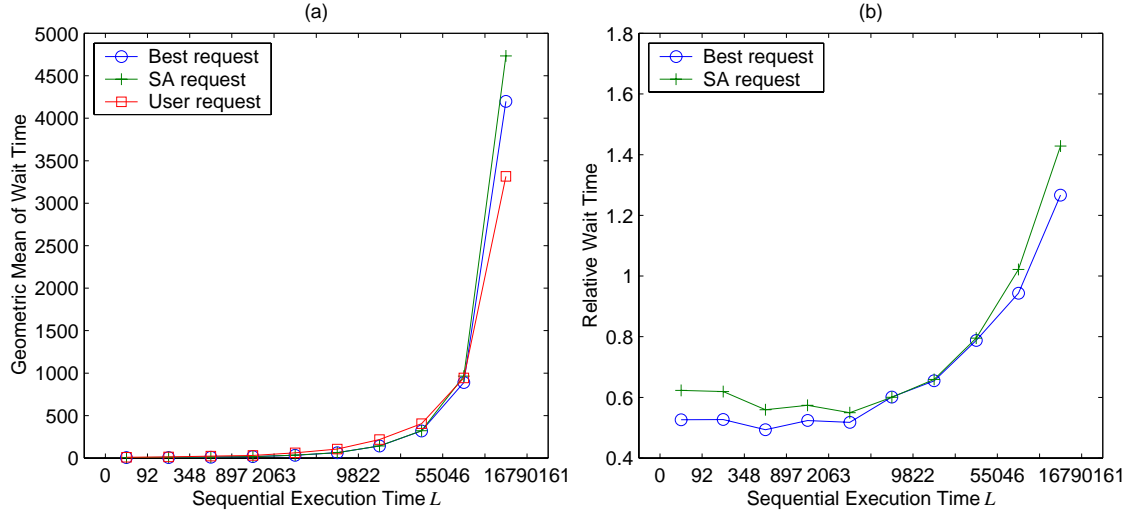 (a)
5000
4500
4000
3500
3000
2500
2000
1500
1000
500
0
Geometric Mean of Wait Time
Best request
SA request
User request
0 92 348 897 2063 9822 55046 16790161
Sequential Execution Time L
(b)
1.8
1.6
1.4
1.2
1
0.8
0.6
0.4
Relative Wait Time
Best request
SA request
0 92 348 897 2063 9822 55046 16790161
Sequential Execution Time L